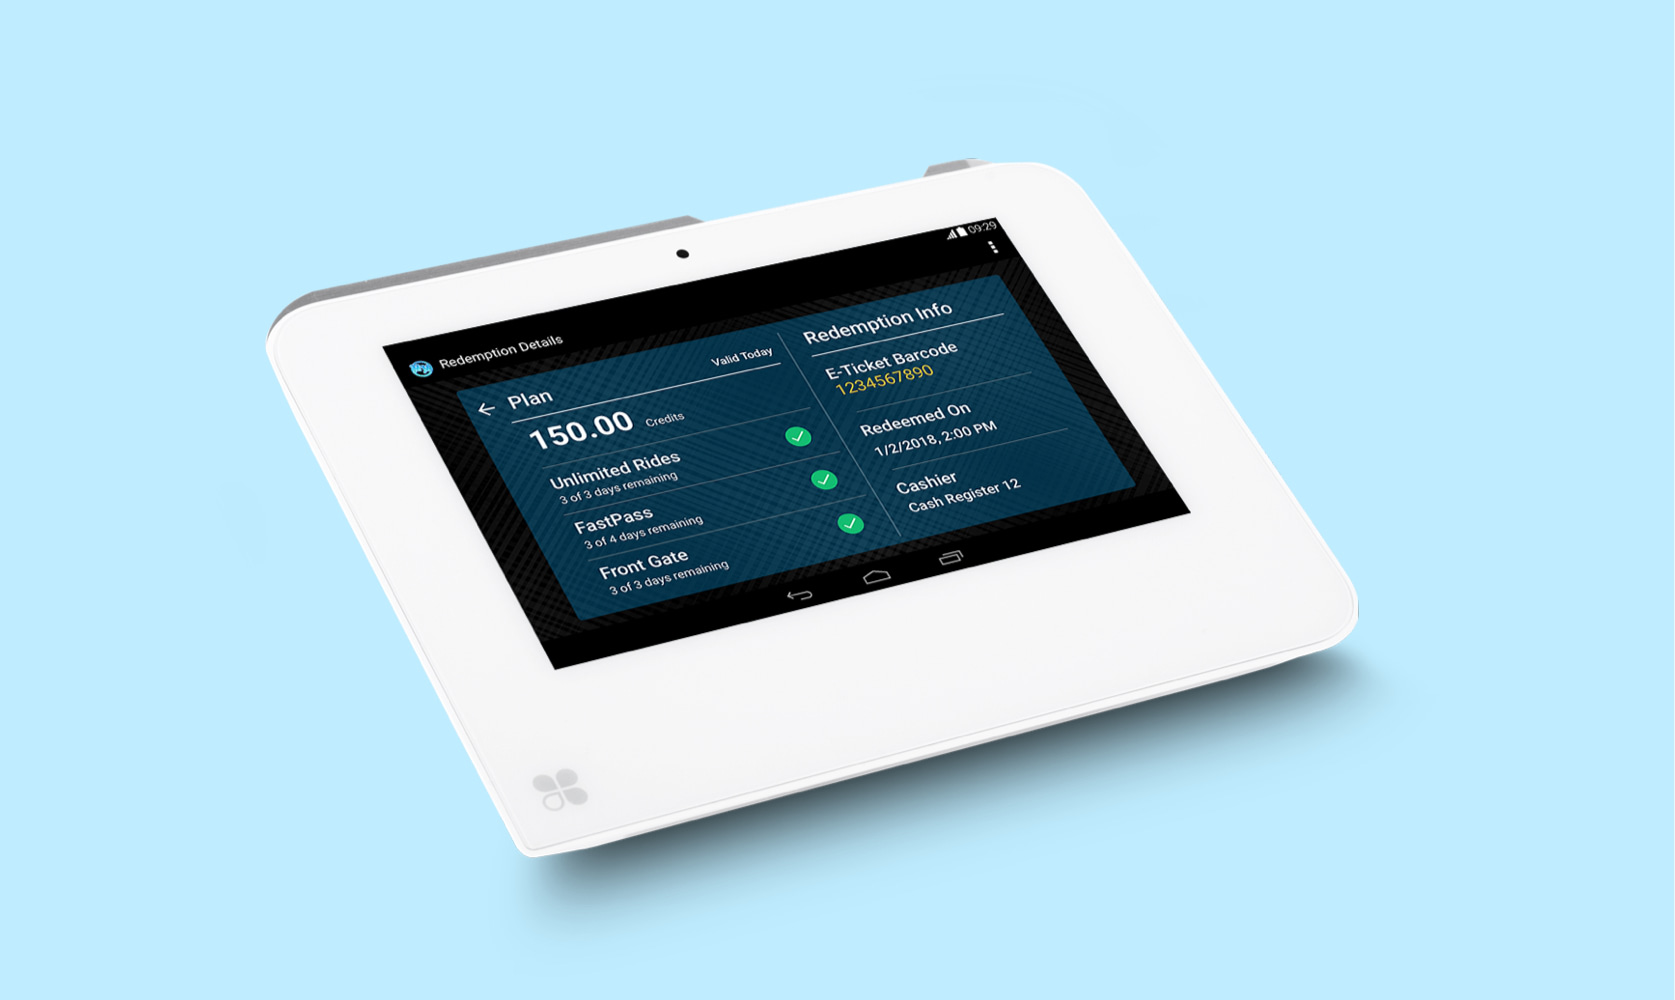 09:29
Redemption Details
Plan
Valid Today
150.00 Credits
Unlimited Rides
3 of 3 days remaining
FastPass
3 of 4 days remaining
Front Gate
3 of 3 days remaining
Redemption Info
E-Ticket Barcode
1234567890
Redeemed On
1/2/2018, 2:00 PM
Cashier
Cash Register 12